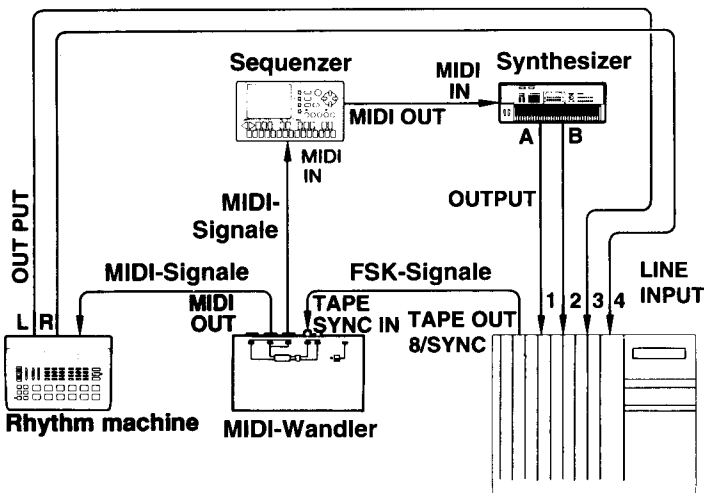 Sequenzer
MIDI
IN
Synthesizer
MIDI OUT
A B
MIDI
IN
MIDI-
Signale
OUTPUT
OUT PUT
MIDI-Signale
FSK-Signale
LINE
INPUT
1 2 3 4
L R
MIDI
OUT
TAPE
SYNC IN
TAPE OUT
8/SYNC
Rhythm machine
MIDI-Wandler